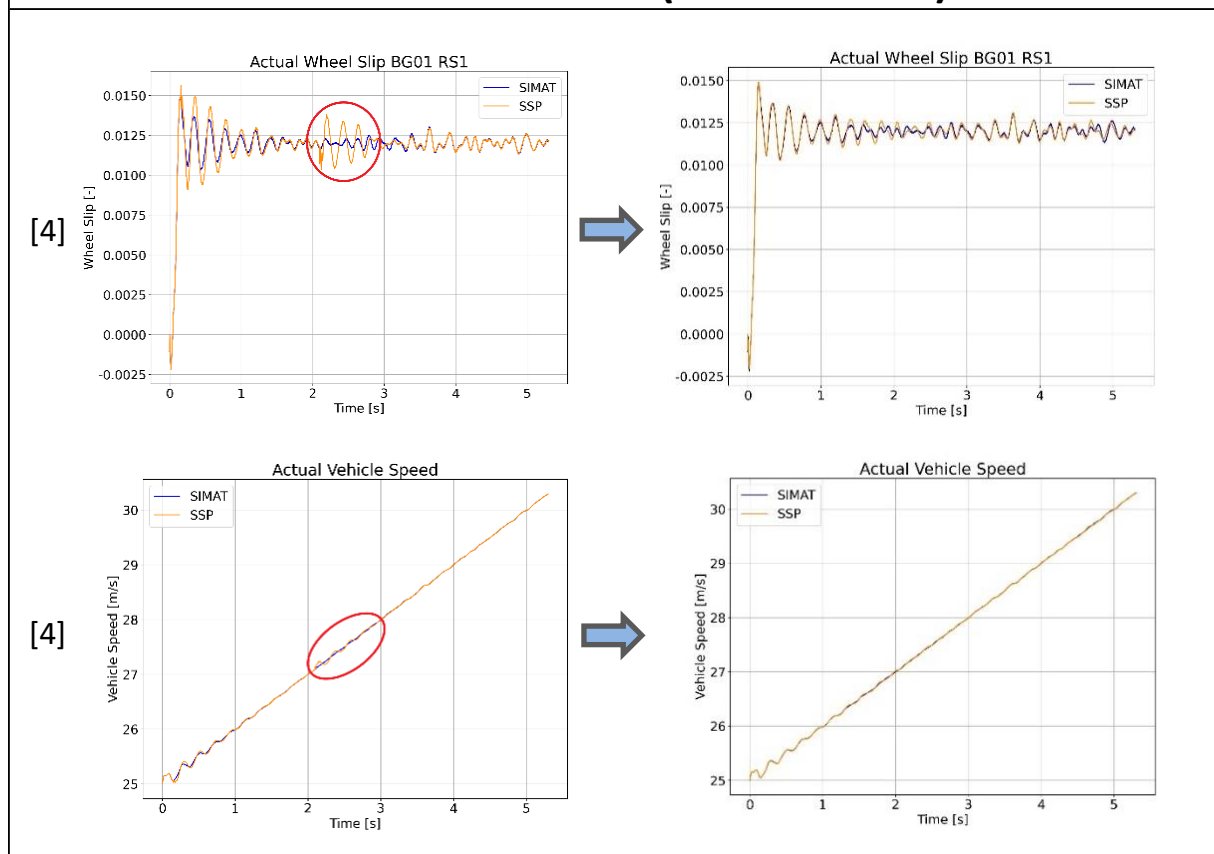 Actual Wheel Slip BG01 RS1
SIMAT
SSP
0.0150
0.0125
0.0100
0.0075
0.0050
0.0025
0.0000
-0.0025
Wheel Slip [-]
0 1 2 3 4 5
Time [s]
[4]
Actual Wheel Slip BG01 RS1
SIMAT
SSP
0.0150
0.0125
0.0100
0.0075
0.0050
0.0025
0.0000
-0.0025
Wheel Slip [-]
0 1 2 3 4 5
Time [s]
Actual Vehicle Speed
SIMAT
SSP
30
29
28
27
26
25
Vehicle Speed [m/s]
0 1 2 3 4 5
Time [s]
[4]
Actual Vehicle Speed
SIMAT
SSP
30
29
28
27
26
25
Vehicle Speed [m/s]
0 1 2 3 4 5
Time [s]